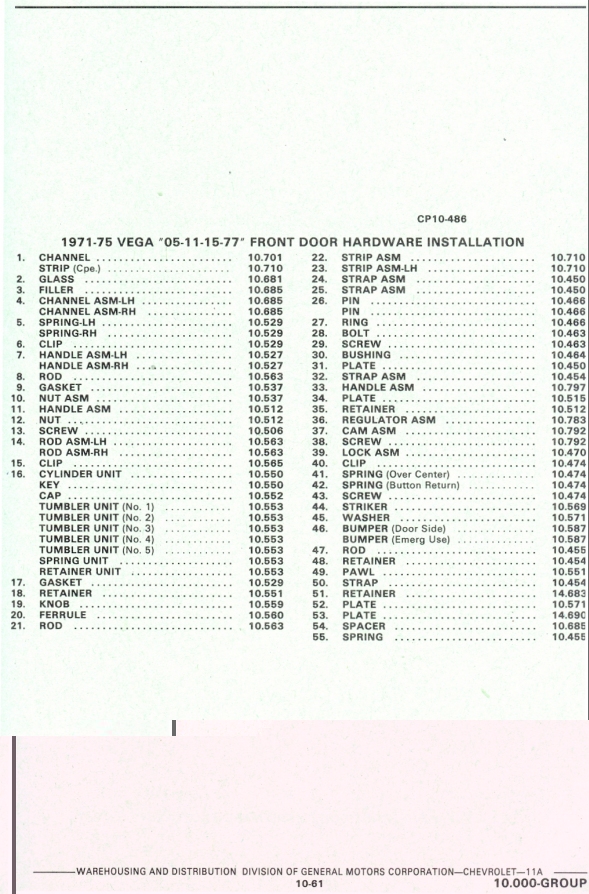 CP10-486
1971-75 VEGA "05-11-15-77" FRONT DOOR HARDWARE INSTALLATION
1. CHANNEL ........................ 10.701
STRIP (Cpe.) ...................... 10.710
2. GLASS ........................ 10.681
3. FILLER ........................ 10.685
4. CHANNEL ASM-LH ................ 10.685
CHANNEL ASM-RH ................ 10.685
5. SPRING-LH ........................ 10.529
SPRING-RH ........................ 10.529
6. CLIP ........................ 10.529
7. HANDLE ASM-LH ................ 10.527
HANDLE ASM-RH ................ 10.527
8. ROD ........................ 10.563
9. GASKET ........................ 10.537
10. NUT ASM ........................ 10.537
11. HANDLE ASM .................... 10.512
12. NUT ........................ 10.512
13. SCREW ........................ 10.506
14. ROD ASM-LH .................... 10.563
ROD ASM-RH .................... 10.563
15. CLIP ........................ 10.565
16. CYLINDER UNIT ................ 10.550
KEY ........................ 10.550
CAP ........................ 10.552
TUMBLER UNIT (No. 1) ............ 10.553
TUMBLER UNIT (No. 2) ............ 10.553
TUMBLER UNIT (No. 3) ............ 10.553
TUMBLER UNIT (No. 4) ............ 10.553
TUMBLER UNIT (No. 5) ............ 10.553
SPRING UNIT .................... 10.553
RETAINER UNIT .................... 10.553
17. GASKET ........................ 10.529
18. RETAINER ........................ 10.551
19. KNOB ........................ 10.559
20. FERRULE ........................ 10.560
21. ROD ........................ 10.563
22. STRIP ASM .................... 10.710
23. STRIP ASM-LH .................... 10.710
24. STRAP ASM .................... 10.450
25. STRAP ASM .................... 10.450
26. PIN ........................ 10.466
PIN ........................ 10.466
27. RING ........................ 10.466
28. BOLT ........................ 10.463
29. SCREW ........................ 10.463
30. BUSHING ........................ 10.464
31. PLATE ........................ 10.450
32. STRAP ASM .................... 10.454
33. HANDLE ASM .................... 10.797
34. PLATE ........................ 10.515
35. RETAINER ........................ 10.512
36. REGULATOR ASM ................ 10.783
37. CAM ASM ........................ 10.792
38. SCREW ........................ 10.792
39. LOCK ASM ........................ 10.470
40. CLIP ........................ 10.474
41. SPRING (Over Center) ............ 10.474
42. SPRING (Button Return) ............ 10.474
43. SCREW ........................ 10.474
44. STRIKER ........................ 10.569
45. WASHER ........................ 10.571
46. BUMPER (Door Side) ............ 10.587
BUMPER (Emerg Use) ............ 10.587
47. ROD ........................ 10.455
48. RETAINER ........................ 10.454
49. PAWL ........................ 10.551
50. STRAP ........................ 10.454
51. RETAINER ........................ 14.683
52. PLATE ........................ 10.571
53. PLATE ........................ 14.690
54. SPACER ........................ 10.685
55. SPRING ........................ 10.455
WAREHOUSING AND DISTRIBUTION DIVISION OF GENERAL MOTORS CORPORATION—CHEVROLET—11A
10-61
10.000-GROUP